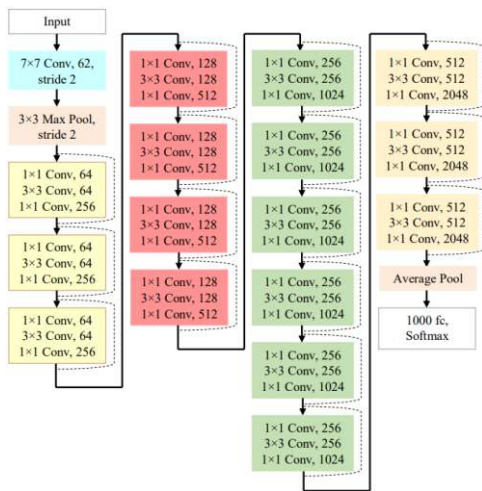 Input
7×7 Conv, 62,
stride 2
3×3 Max Pool,
stride 2
1×1 Conv, 64
3×3 Conv, 64
1×1 Conv, 256
1×1 Conv, 64
3×3 Conv, 64
1×1 Conv, 256
1×1 Conv, 64
3×3 Conv, 64
1×1 Conv, 256
1×1 Conv, 128
3×3 Conv, 128
1×1 Conv, 512
1×1 Conv, 128
3×3 Conv, 128
1×1 Conv, 512
1×1 Conv, 128
3×3 Conv, 128
1×1 Conv, 512
1×1 Conv, 128
3×3 Conv, 128
1×1 Conv, 512
1×1 Conv, 256
3×3 Conv, 256
1×1 Conv, 1024
1×1 Conv, 256
3×3 Conv, 256
1×1 Conv, 1024
1×1 Conv, 256
3×3 Conv, 256
1×1 Conv, 1024
1×1 Conv, 256
3×3 Conv, 256
1×1 Conv, 1024
1×1 Conv, 256
3×3 Conv, 256
1×1 Conv, 1024
1×1 Conv, 256
3×3 Conv, 256
1×1 Conv, 1024
1×1 Conv, 512
3×3 Conv, 512
1×1 Conv, 2048
1×1 Conv, 512
3×3 Conv, 512
1×1 Conv, 2048
1×1 Conv, 512
3×3 Conv, 512
1×1 Conv, 2048
Average Pool
1000 fc,
Softmax